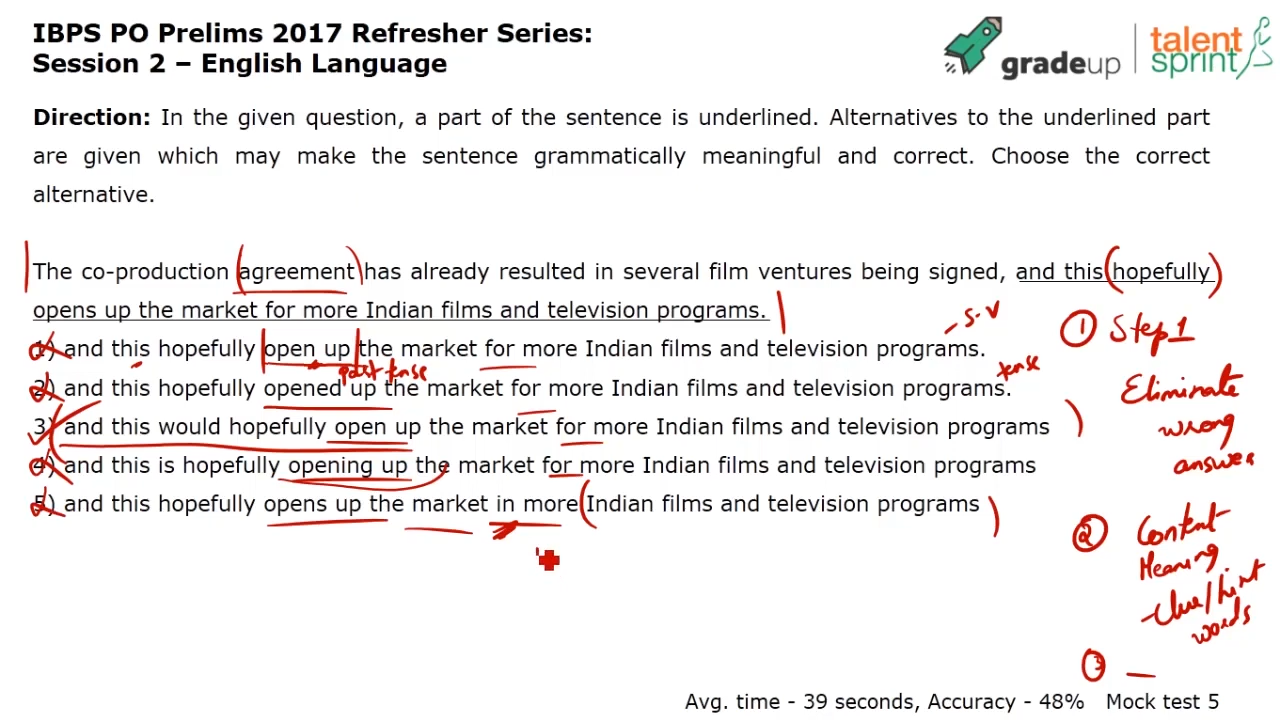 IBPS PO Prelims 2017 Refresher Series:
Session 2 – English Language
gradeup
talent
sprint
Direction: In the given question, a part of the sentence is underlined. Alternatives to the underlined part
are given which may make the sentence grammatically meaningful and correct. Choose the correct
alternative.
The co-production agreement has already resulted in several film ventures being signed, and this hopefully
opens up the market for more Indian films and television programs.
- S-V
1) and this hopefully open up the market for more Indian films and television programs.
past tense
tense
2) and this hopefully opened up the market for more Indian films and television programs.
3) and this would hopefully open up the market for more Indian films and television programs
4) and this is hopefully opening up the market for more Indian films and television programs
5) and this hopefully opens up the market in more Indian films and television programs
① Step 1
Eliminate
wrong
answer
②
Meaning
- Clue/hint
words
③ —
Avg. time - 39 seconds, Accuracy - 48% Mock test 5